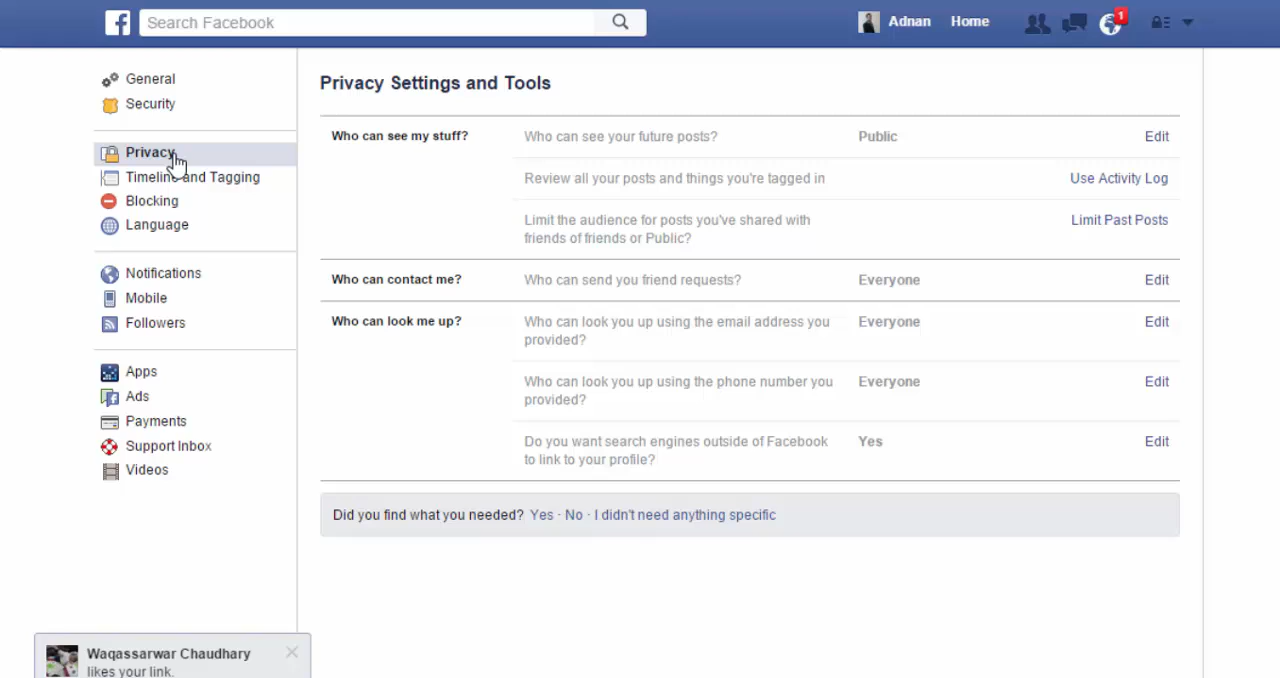 f Search Facebook Adnan Home 1
General
Security
Privacy
Timeline and Tagging
Blocking
Language
Notifications
Mobile
Followers
Apps
Ads
Payments
Support Inbox
Videos
Privacy Settings and Tools
Who can see my stuff? Who can see your future posts? Public Edit
Review all your posts and things you're tagged in Use Activity Log
Limit the audience for posts you've shared with Limit Past Posts
friends of friends or Public?
Who can contact me? Who can send you friend requests? Everyone Edit
Who can look me up? Who can look you up using the email address you Everyone Edit
provided?
Who can look you up using the phone number you Everyone Edit
provided?
Do you want search engines outside of Facebook Yes Edit
to link to your profile?
Did you find what you needed? Yes · No · I didn't need anything specific
Waqassarwar Chaudhary
likes your link.